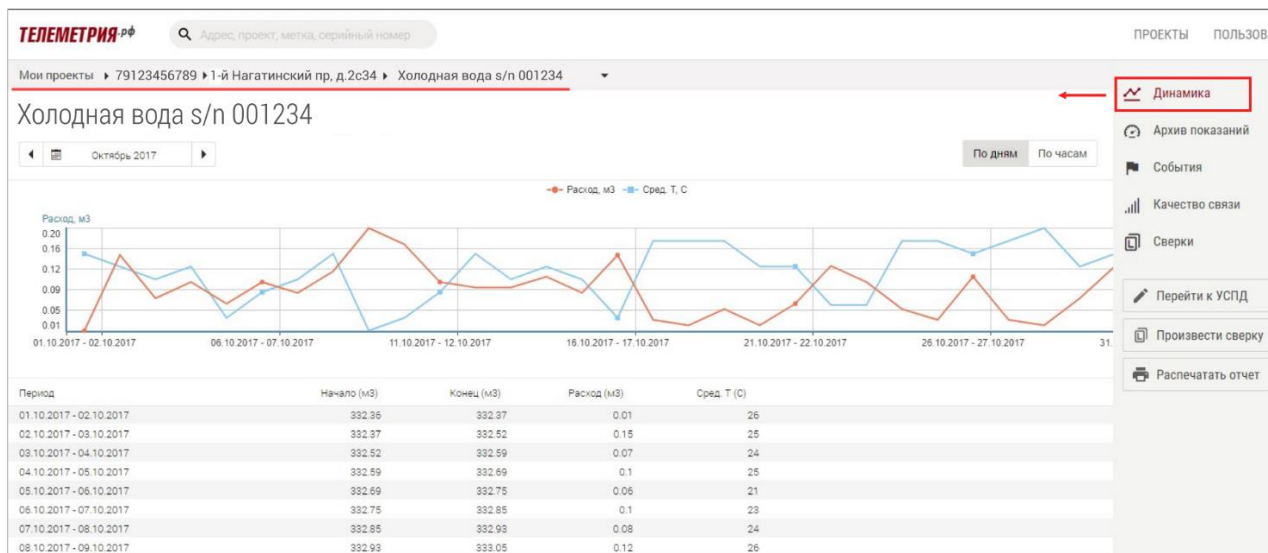 ТЕЛЕМЕТРИЯ.рф
Адрес, проект, метка, серийный номер
ПРОЕКТЫ ПОЛЬЗОВ
Мои проекты 79123456789 1-й Нагатинский пр, д.2с34 Холодная вода s/n 001234
Холодная вода s/n 001234
Октябрь 2017
По дням По часам
Расход, м3 Сред. Т, С
Расход, м3
0.20
0.16
0.12
0.09
0.05
0.01
01.10.2017 - 02.10.2017 06.10.2017 - 07.10.2017 11.10.2017 - 12.10.2017 16.10.2017 - 17.10.2017 21.10.2017 - 22.10.2017 26.10.2017 - 27.10.2017 31.
Период Начало (м3) Конец (м3) Расход (м3) Сред. Т (С)
01.10.2017 - 02.10.2017 332.36 332.37 0.01 26
02.10.2017 - 03.10.2017 332.37 332.52 0.15 25
03.10.2017 - 04.10.2017 332.52 332.59 0.07 24
04.10.2017 - 05.10.2017 332.59 332.69 0.1 25
05.10.2017 - 06.10.2017 332.69 332.75 0.06 21
06.10.2017 - 07.10.2017 332.75 332.85 0.1 23
07.10.2017 - 08.10.2017 332.85 332.93 0.08 24
08.10.2017 - 09.10.2017 332.93 333.05 0.12 26
Динамика
Архив показаний
События
Качество связи
Сверки
Перейти к УСПД
Произвести сверку
Распечатать отчет